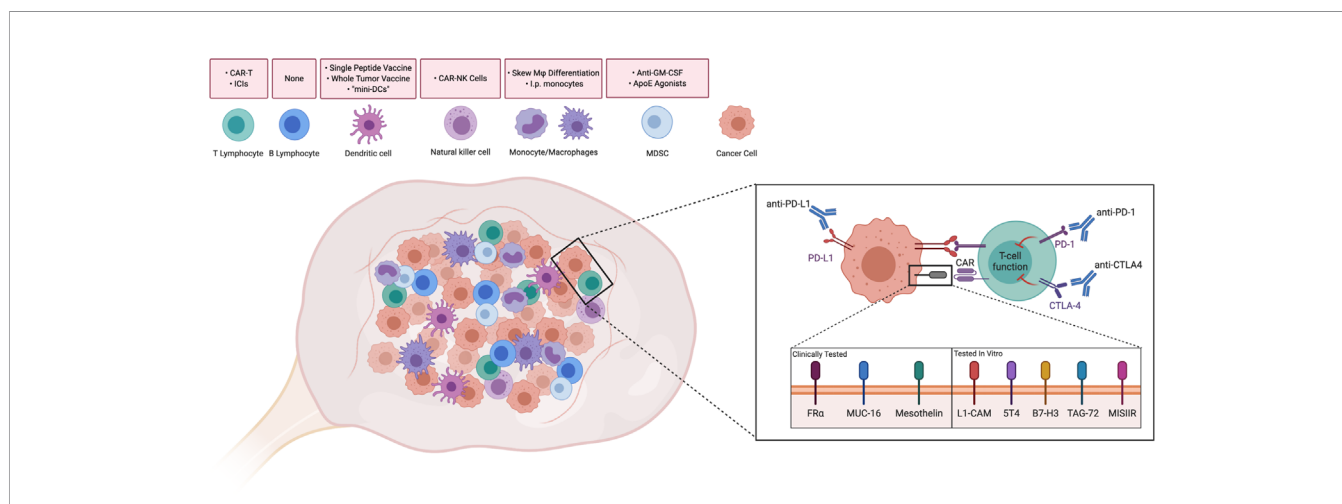 • CAR-T
• ICIs
None
• Single Peptide Vaccine
• Whole Tumor Vaccine
• "mini-DCs"
• CAR-NK Cells
• Skew Mφ Differentiation
• I.p. monocytes
• Anti-GM-CSF
• ApoE Agonists
T Lymphocyte
B Lymphocyte
Dendritic cell
Natural killer cell
Monocyte/Macrophages
MDSC
Cancer Cell
anti-PD-L1
PD-L1
CAR
T-cell
function
anti-PD-1
PD-1
anti-CTLA4
CTLA-4
Clinically Tested
Tested In Vitro
FRα
MUC-16
Mesothelin
L1-CAM
5T4
B7-H3
TAG-72
MISIIR